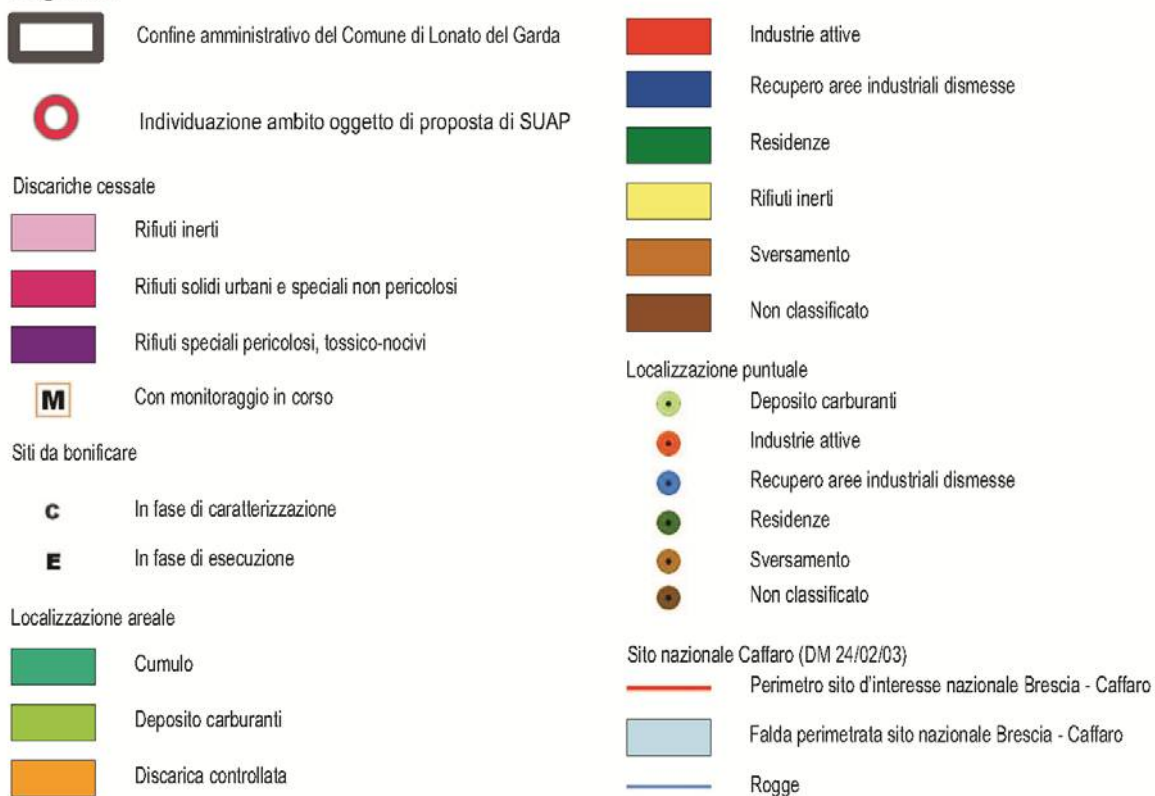 Confine amministrativo del Comune di Lonato del Garda
Individuazione ambito oggetto di proposta di SUAP
Discariche cessate
Rifiuti inerti
Rifiuti solidi urbani e speciali non pericolosi
Rifiuti speciali pericolosi, tossico-nocivi
M Con monitoraggio in corso
Siti da bonificare
C In fase di caratterizzazione
E In fase di esecuzione
Localizzazione areale
Cumulo
Deposito carburanti
Discarica controllata
Industrie attive
Recupero aree industriali dismesse
Residenze
Rifiuti inerti
Sversamento
Non classificato
Localizzazione puntuale
Deposito carburanti
Industrie attive
Recupero aree industriali dismesse
Residenze
Sversamento
Non classificato
Sito nazionale Caffaro (DM 24/02/03)
Perimetro sito d'interesse nazionale Brescia - Caffaro
Falda perimetrata sito nazionale Brescia - Caffaro
Rogge